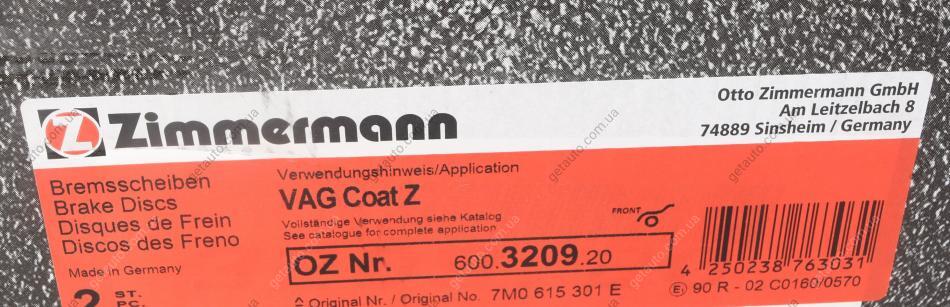 Zimmermann
Otto Zimmermann GmbH
Am Leitzelbach 8
74889 Sinsheim / Germany
Bremsscheiben
Brake Discs
Disques de Frein
Discos des Freno
Made in Germany
2 ST.
PC.
Verwendungshinweis/Application
VAG Coat Z
Vollständige Verwendung siehe Katalog
See catalogue for complete application
FRONT
OZ Nr. 600.3209.20
^ Original Nr. / Original No. 7M0 615 301 E
4 250238 763031
E 90 R - 02 C0160/0570
getauto.com.ua